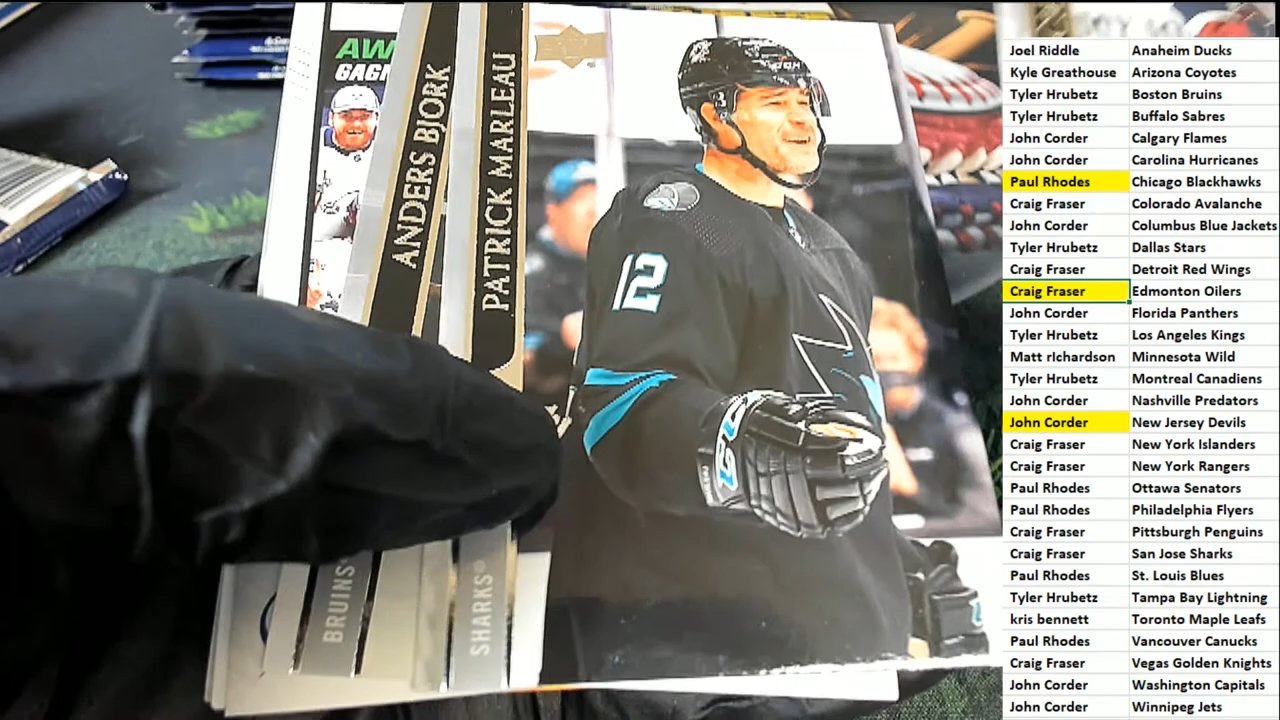 AW
GAGN
ANDERS BJORK
PATRICK MARLEAU
12
BRUINS
SHARKS
Joel Riddle Anaheim Ducks
Kyle Greathouse Arizona Coyotes
Tyler Hrubetz Boston Bruins
Tyler Hrubetz Buffalo Sabres
John Corder Calgary Flames
John Corder Carolina Hurricanes
Paul Rhodes Chicago Blackhawks
Craig Fraser Colorado Avalanche
John Corder Columbus Blue Jackets
Tyler Hrubetz Dallas Stars
Craig Fraser Detroit Red Wings
Craig Fraser Edmonton Oilers
John Corder Florida Panthers
Tyler Hrubetz Los Angeles Kings
Matt rIchardson Minnesota Wild
Tyler Hrubetz Montreal Canadiens
John Corder Nashville Predators
John Corder New Jersey Devils
Craig Fraser New York Islanders
Craig Fraser New York Rangers
Paul Rhodes Ottawa Senators
Paul Rhodes Philadelphia Flyers
Craig Fraser Pittsburgh Penguins
Craig Fraser San Jose Sharks
Paul Rhodes St. Louis Blues
Tyler Hrubetz Tampa Bay Lightning
kris bennett Toronto Maple Leafs
Paul Rhodes Vancouver Canucks
Craig Fraser Vegas Golden Knights
John Corder Washington Capitals
John Corder Winnipeg Jets